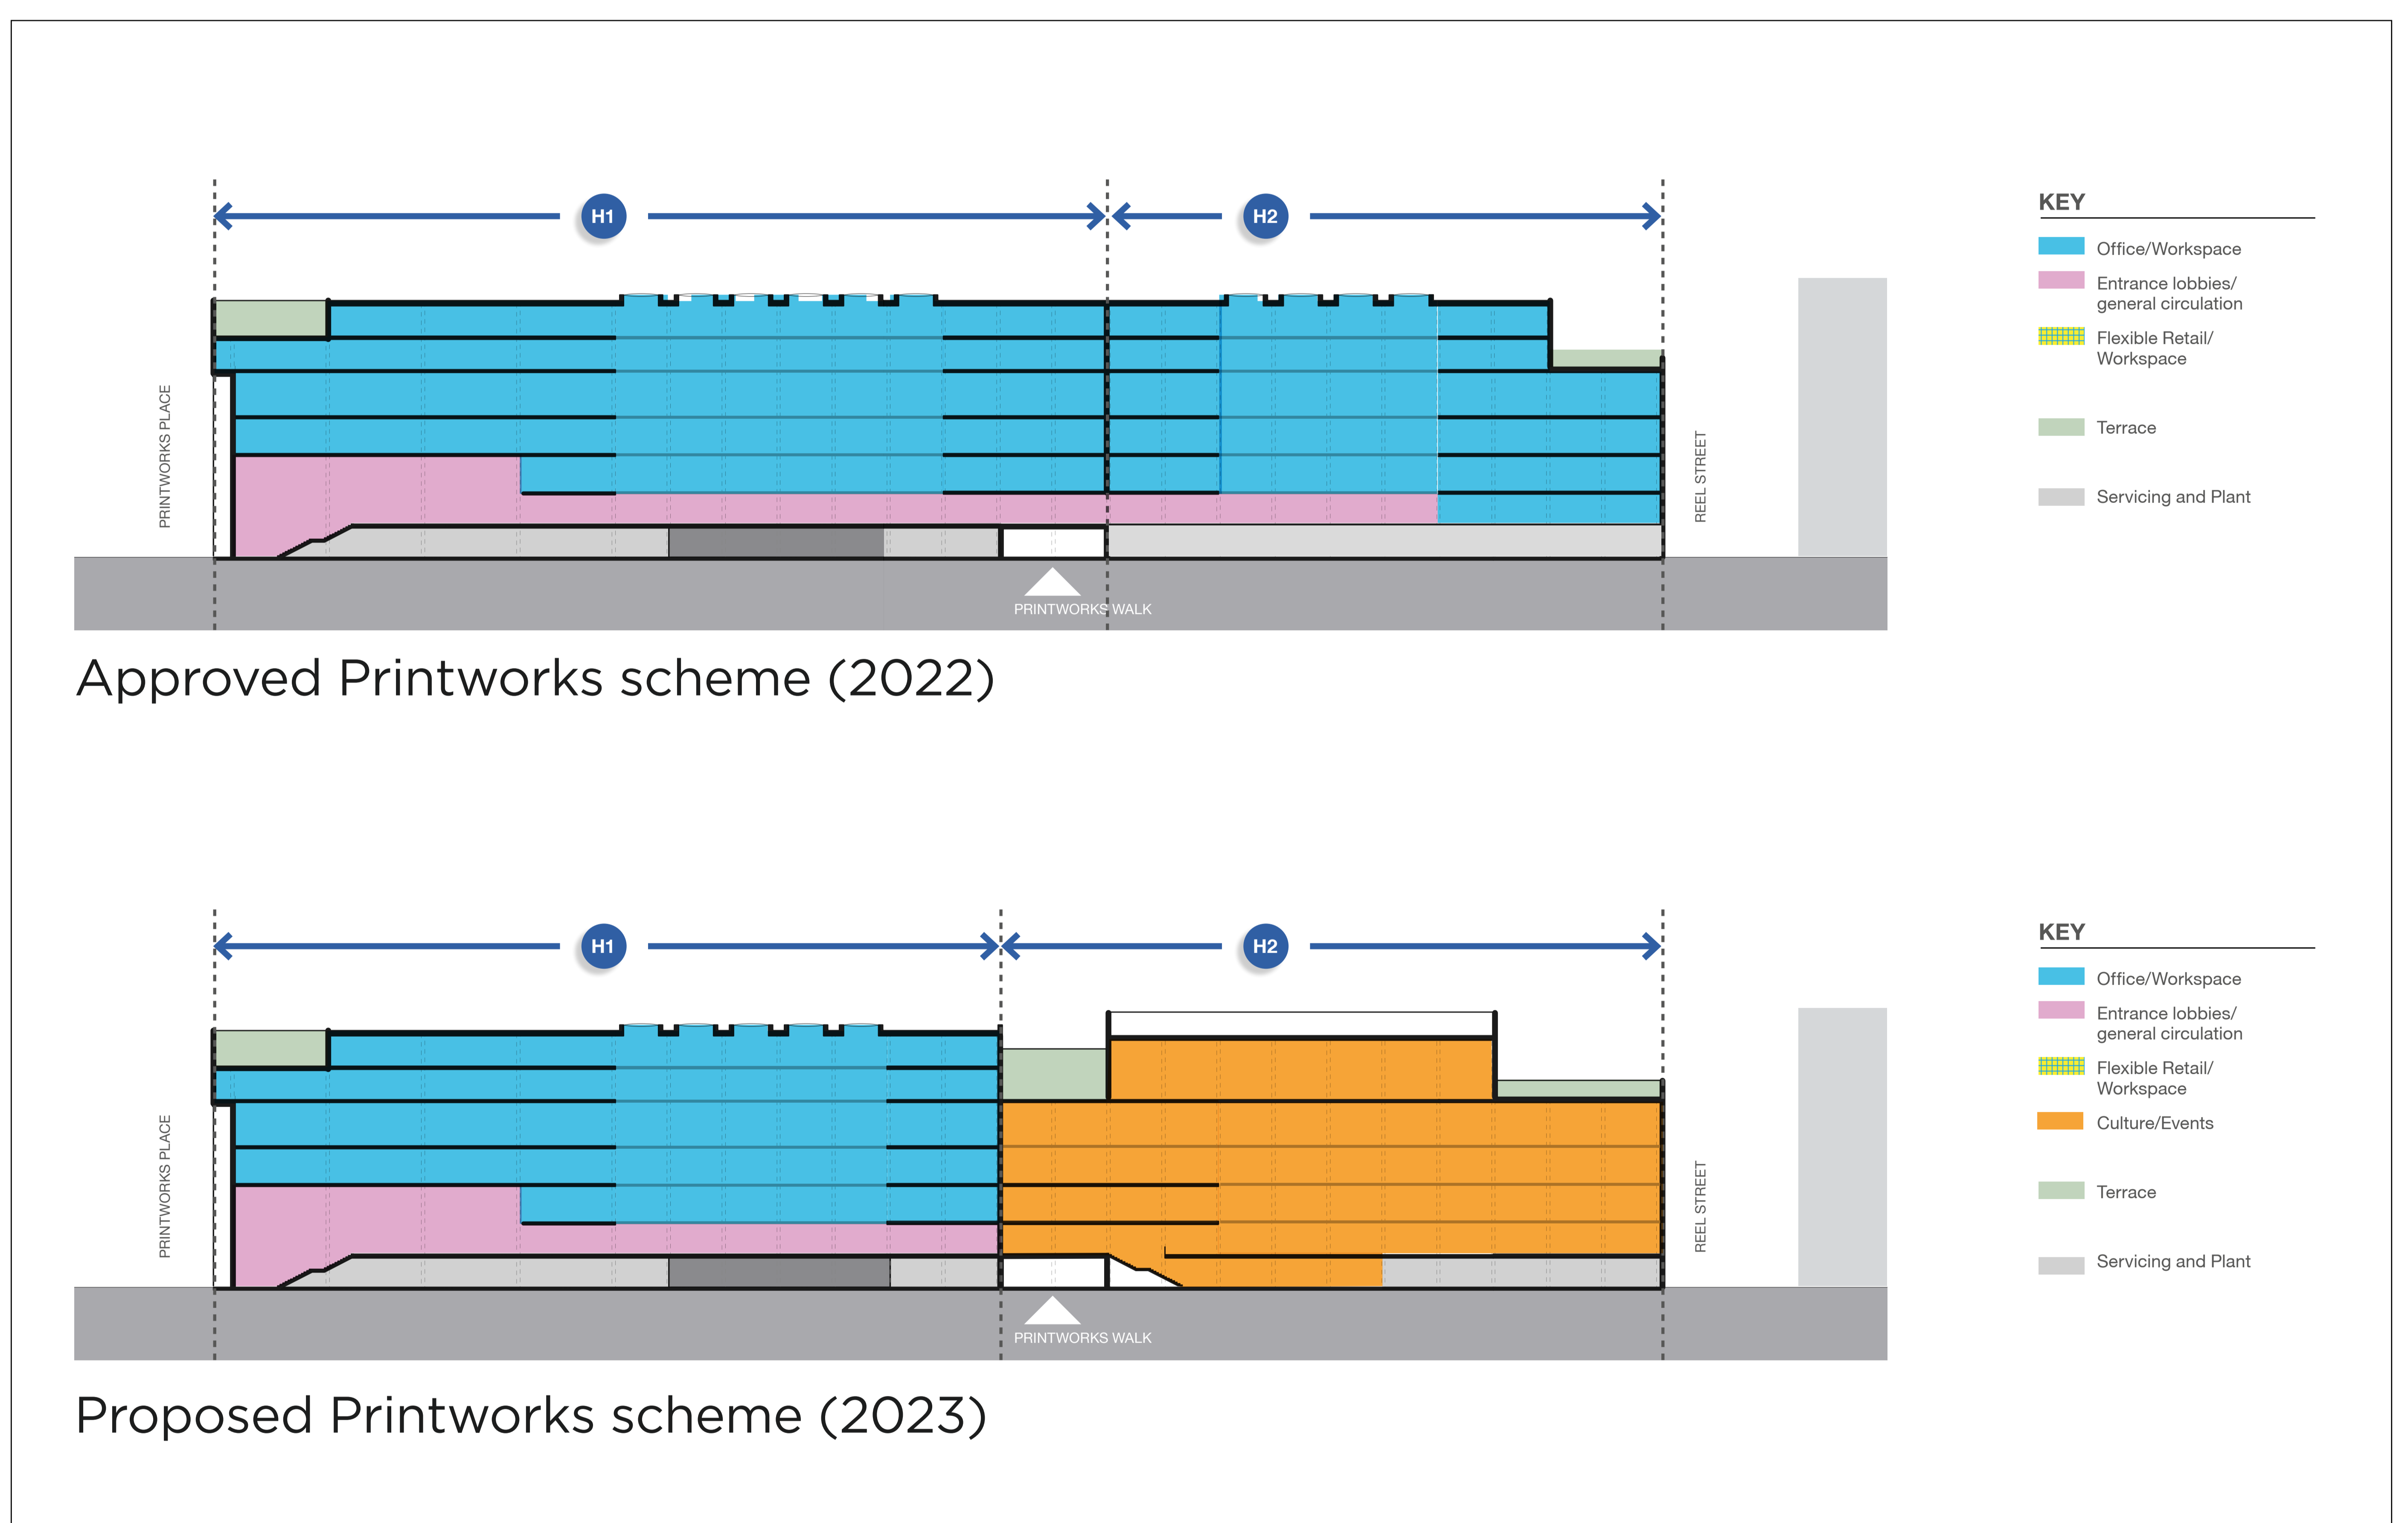 H1
H2
KEY
Office/Workspace
Entrance lobbies/
general circulation
Flexible Retail/
Workspace
Terrace
Servicing and Plant
PRINTWORKS PLACE
REEL STREET
PRINTWORKS WALK
Approved Printworks scheme (2022)
H1
H2
KEY
Office/Workspace
Entrance lobbies/
general circulation
Flexible Retail/
Workspace
Culture/Events
Terrace
Servicing and Plant
PRINTWORKS PLACE
REEL STREET
PRINTWORKS WALK
Proposed Printworks scheme (2023)